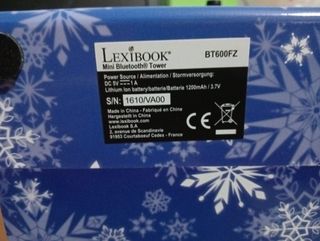 LEXIBOOK® BT600FZ
Mini Bluetooth® Tower
Power Source / Alimentation / Stormversorgung:
DC 5V ⎓ 1A
Lithium Ion battery/batterie/Batterie 1200mAh / 3.7V
S/N: 1610/VA00
Made in China - Fabriqué en Chine
Hergestellt in China
www.lexibook.com
Lexibook S.A
2, avenue de Scandinavie
91953 Courtaboeuf Cedex - France